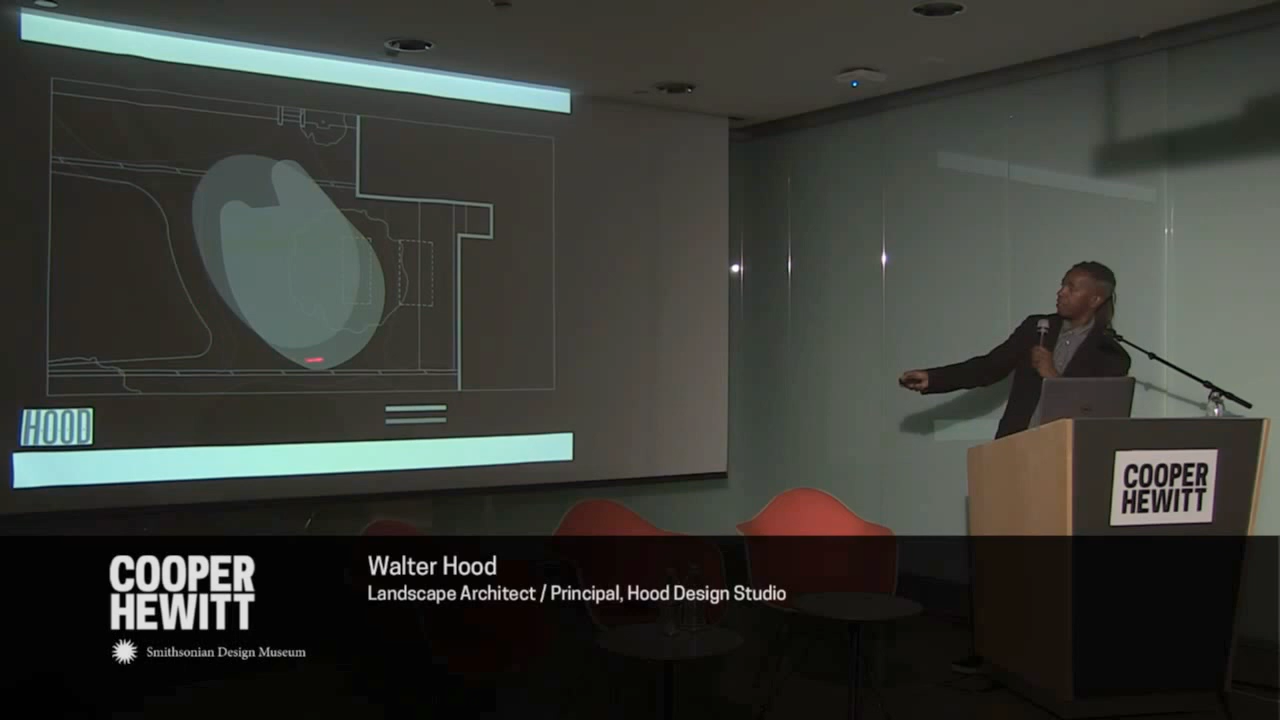 HOOD
COOPER
HEWITT
COOPER
HEWITT
Smithsonian Design Museum
Walter Hood
Landscape Architect / Principal, Hood Design Studio